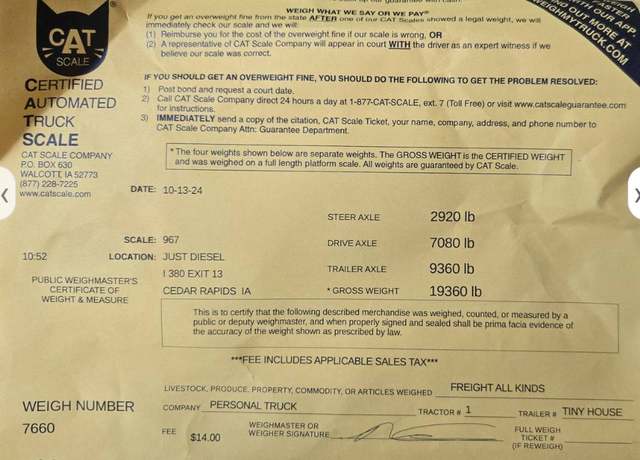 WEIGH WHAT WE SAY OR WE PAY®
If you get an overweight fine from the state AFTER one of our CAT Scales showed a legal weight, we will
immediately check our scale and we will:
(1) Reimburse you for the cost of the overweight fine if our scale is wrong, OR
(2) A representative of CAT Scale Company will appear in court WITH the driver as an expert witness if we
believe our scale was correct.
WITH OUR APP
FIND OUT MORE AT
WEIGHMYTRUCK.COM
CAT
SCALE
CERTIFIED
AUTOMATED
TRUCK
SCALE
CAT SCALE COMPANY
P.O. BOX 630
WALCOTT, IA 52773
(877) 228-7225
www.catscale.com
IF YOU SHOULD GET AN OVERWEIGHT FINE, YOU SHOULD DO THE FOLLOWING TO GET THE PROBLEM RESOLVED:
1) Post bond and request a court date.
2) Call CAT Scale Company direct 24 hours a day at 1-877-CAT-SCALE, ext. 7 (Toll Free) or visit www.catscaleguarantee.com
for instructions.
3) IMMEDIATELY send a copy of the citation, CAT Scale Ticket, your name, company, address, and phone number to
CAT Scale Company Attn: Guarantee Department.
* The four weights shown below are separate weights. The GROSS WEIGHT is the CERTIFIED WEIGHT
and was weighed on a full length platform scale. All weights are guaranteed by CAT Scale.
DATE: 10-13-24
STEER AXLE 2920 lb
SCALE: 967
DRIVE AXLE 7080 lb
10:52 LOCATION: JUST DIESEL
I 380 EXIT 13
TRAILER AXLE 9360 lb
CEDAR RAPIDS IA
* GROSS WEIGHT 19360 lb
PUBLIC WEIGHMASTER'S
CERTIFICATE OF
WEIGHT & MEASURE
This is to certify that the following described merchandise was weighed, counted, or measured by a
public or deputy weighmaster, and when properly signed and sealed shall be prima facia evidence of
the accuracy of the weight shown as prescribed by law.
***FEE INCLUDES APPLICABLE SALES TAX***
LIVESTOCK, PRODUCE, PROPERTY, COMMODITY, OR ARTICLES WEIGHED FREIGHT ALL KINDS
COMPANY PERSONAL TRUCK TRACTOR # 1 TRAILER # TINY HOUSE
WEIGH NUMBER
7660
FEE $14.00
WEIGHMASTER OR
WEIGHER SIGNATURE
FULL WEIGH
TICKET #
(IF REWEIGH)